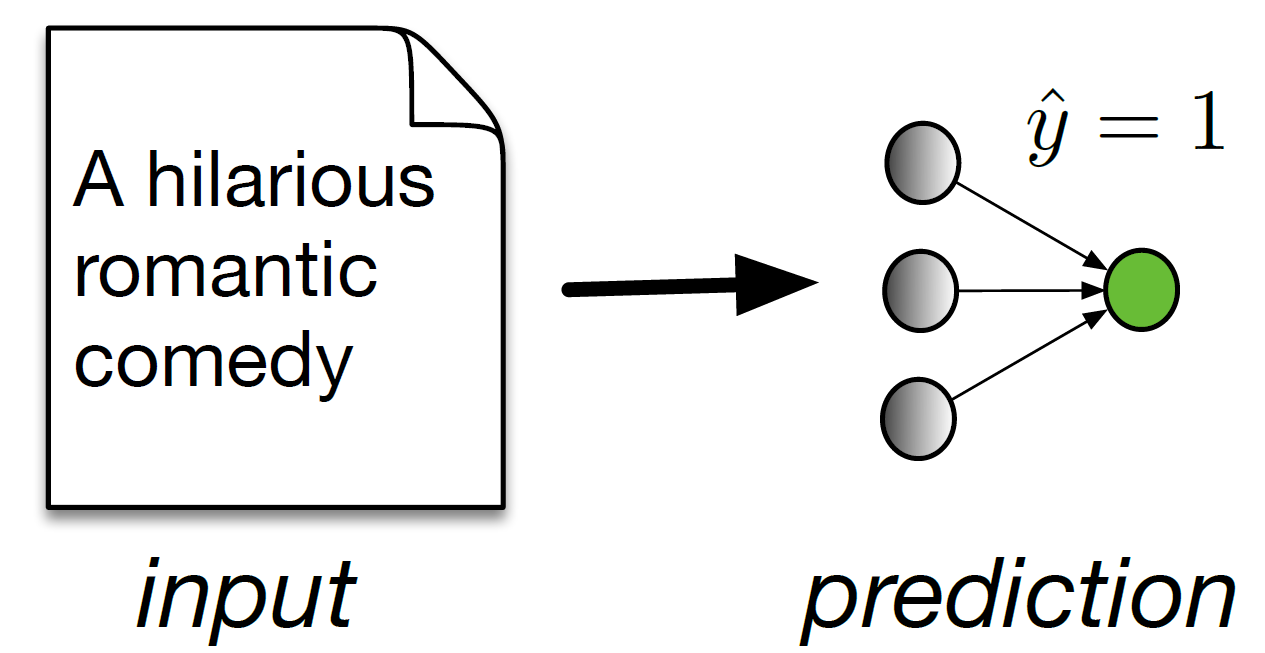 A hilarious
romantic
comedy
ŷ = 1
input
prediction